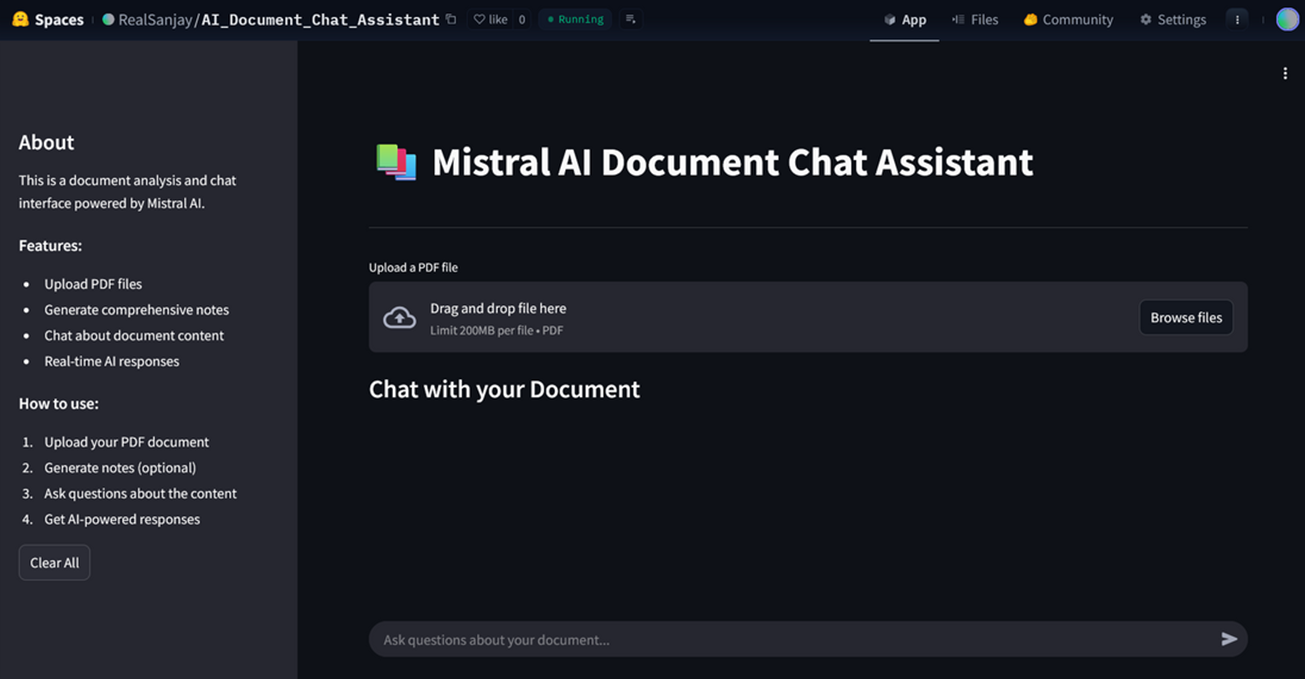 Spaces RealSanjay/AI_Document_Chat_Assistant like 0 Running App Files Community Settings
About
This is a document analysis and chat
interface powered by Mistral AI.
Features:
• Upload PDF files
• Generate comprehensive notes
• Chat about document content
• Real-time AI responses
How to use:
1. Upload your PDF document
2. Generate notes (optional)
3. Ask questions about the content
4. Get AI-powered responses
Clear All
Mistral AI Document Chat Assistant
Upload a PDF file
Drag and drop file here
Limit 200MB per file • PDF
Browse files
Chat with your Document
Ask questions about your document...